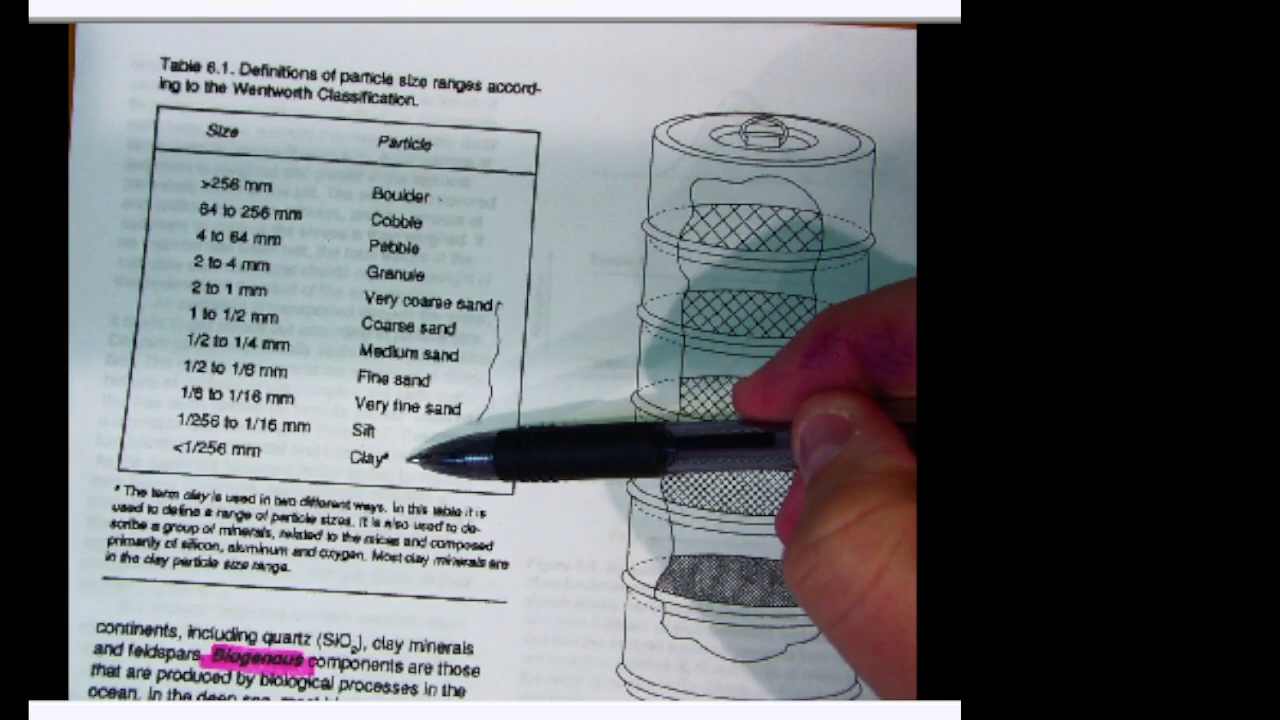 Table 6.1. Definitions of particle size ranges accord-
ing to the Wentworth Classification.
Size Particle
>256 mm Boulder
64 to 256 mm Cobble
4 to 64 mm Pebble
2 to 4 mm Granule
2 to 1 mm Very coarse sand
1 to 1/2 mm Coarse sand
1/2 to 1/4 mm Medium sand
1/2 to 1/8 mm Fine sand
1/8 to 1/16 mm Very fine sand
1/256 to 1/16 mm Silt
<1/256 mm Clay*
* The term clay is used in two different ways. In this table it is
used to define a range of particle sizes. It is also used to de-
scribe a group of minerals, related to the micas and composed
primarily of silicon, aluminum and oxygen. Most clay minerals are
in the clay particle size range.
continents, including quartz (SiO₂), clay minerals
and feldspars. Biogenous components are those
that are produced by biological processes in the
ocean. In the deep sea, most